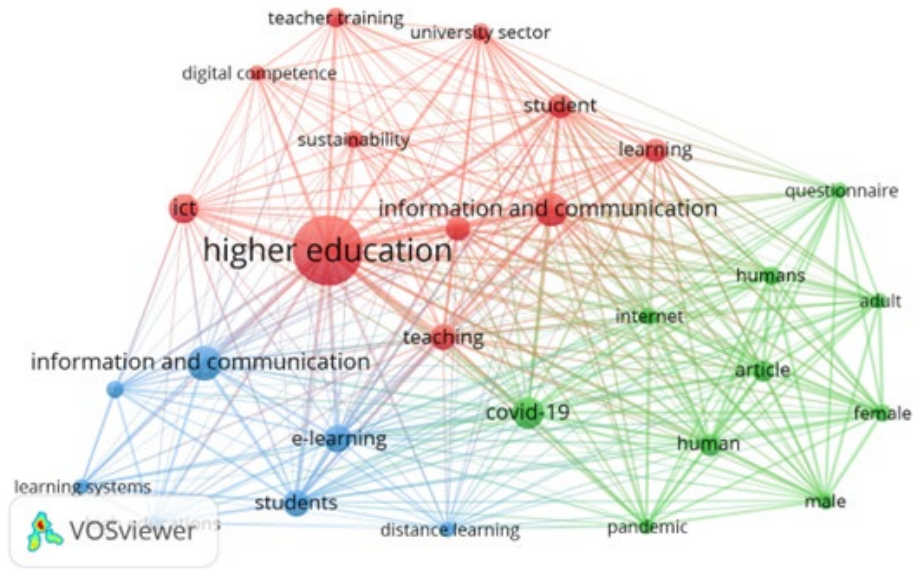 teacher training
university sector
digital competence
student
sustainability
learning
questionnaire
ict
information and communication
higher education
humans
adult
internet
teaching
information and communication
article
covid-19
female
e-learning
human
learning systems
students
male
distance learning
pandemic
VOSviewer